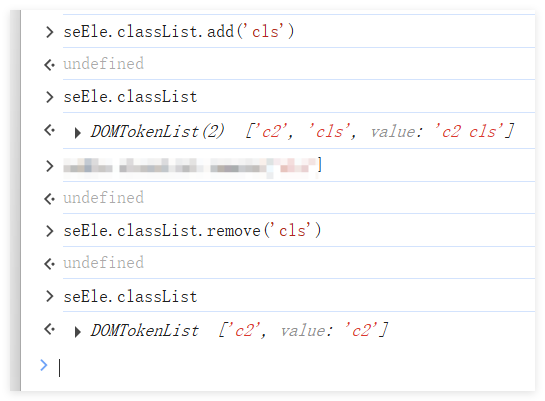 seEle.classList.add('cls')
undefined
seEle.classList
DOMTokenList(2) ['c2', 'cls', value: 'c2 cls']
]
undefined
seEle.classList.remove('cls')
undefined
seEle.classList
DOMTokenList ['c2', value: 'c2']